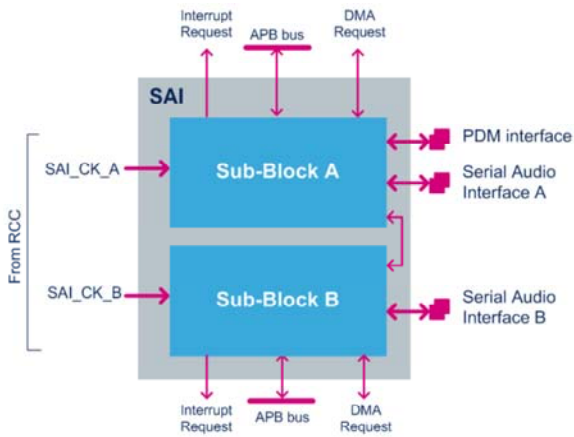 Interrupt
Request
APB bus
DMA
Request
SAI
Sub-Block A
PDM interface
SAI_CK_A
Serial Audio
Interface A
From RCC
Sub-Block B
SAI_CK_B
Serial Audio
Interface B
Interrupt
Request
APB bus
DMA
Request